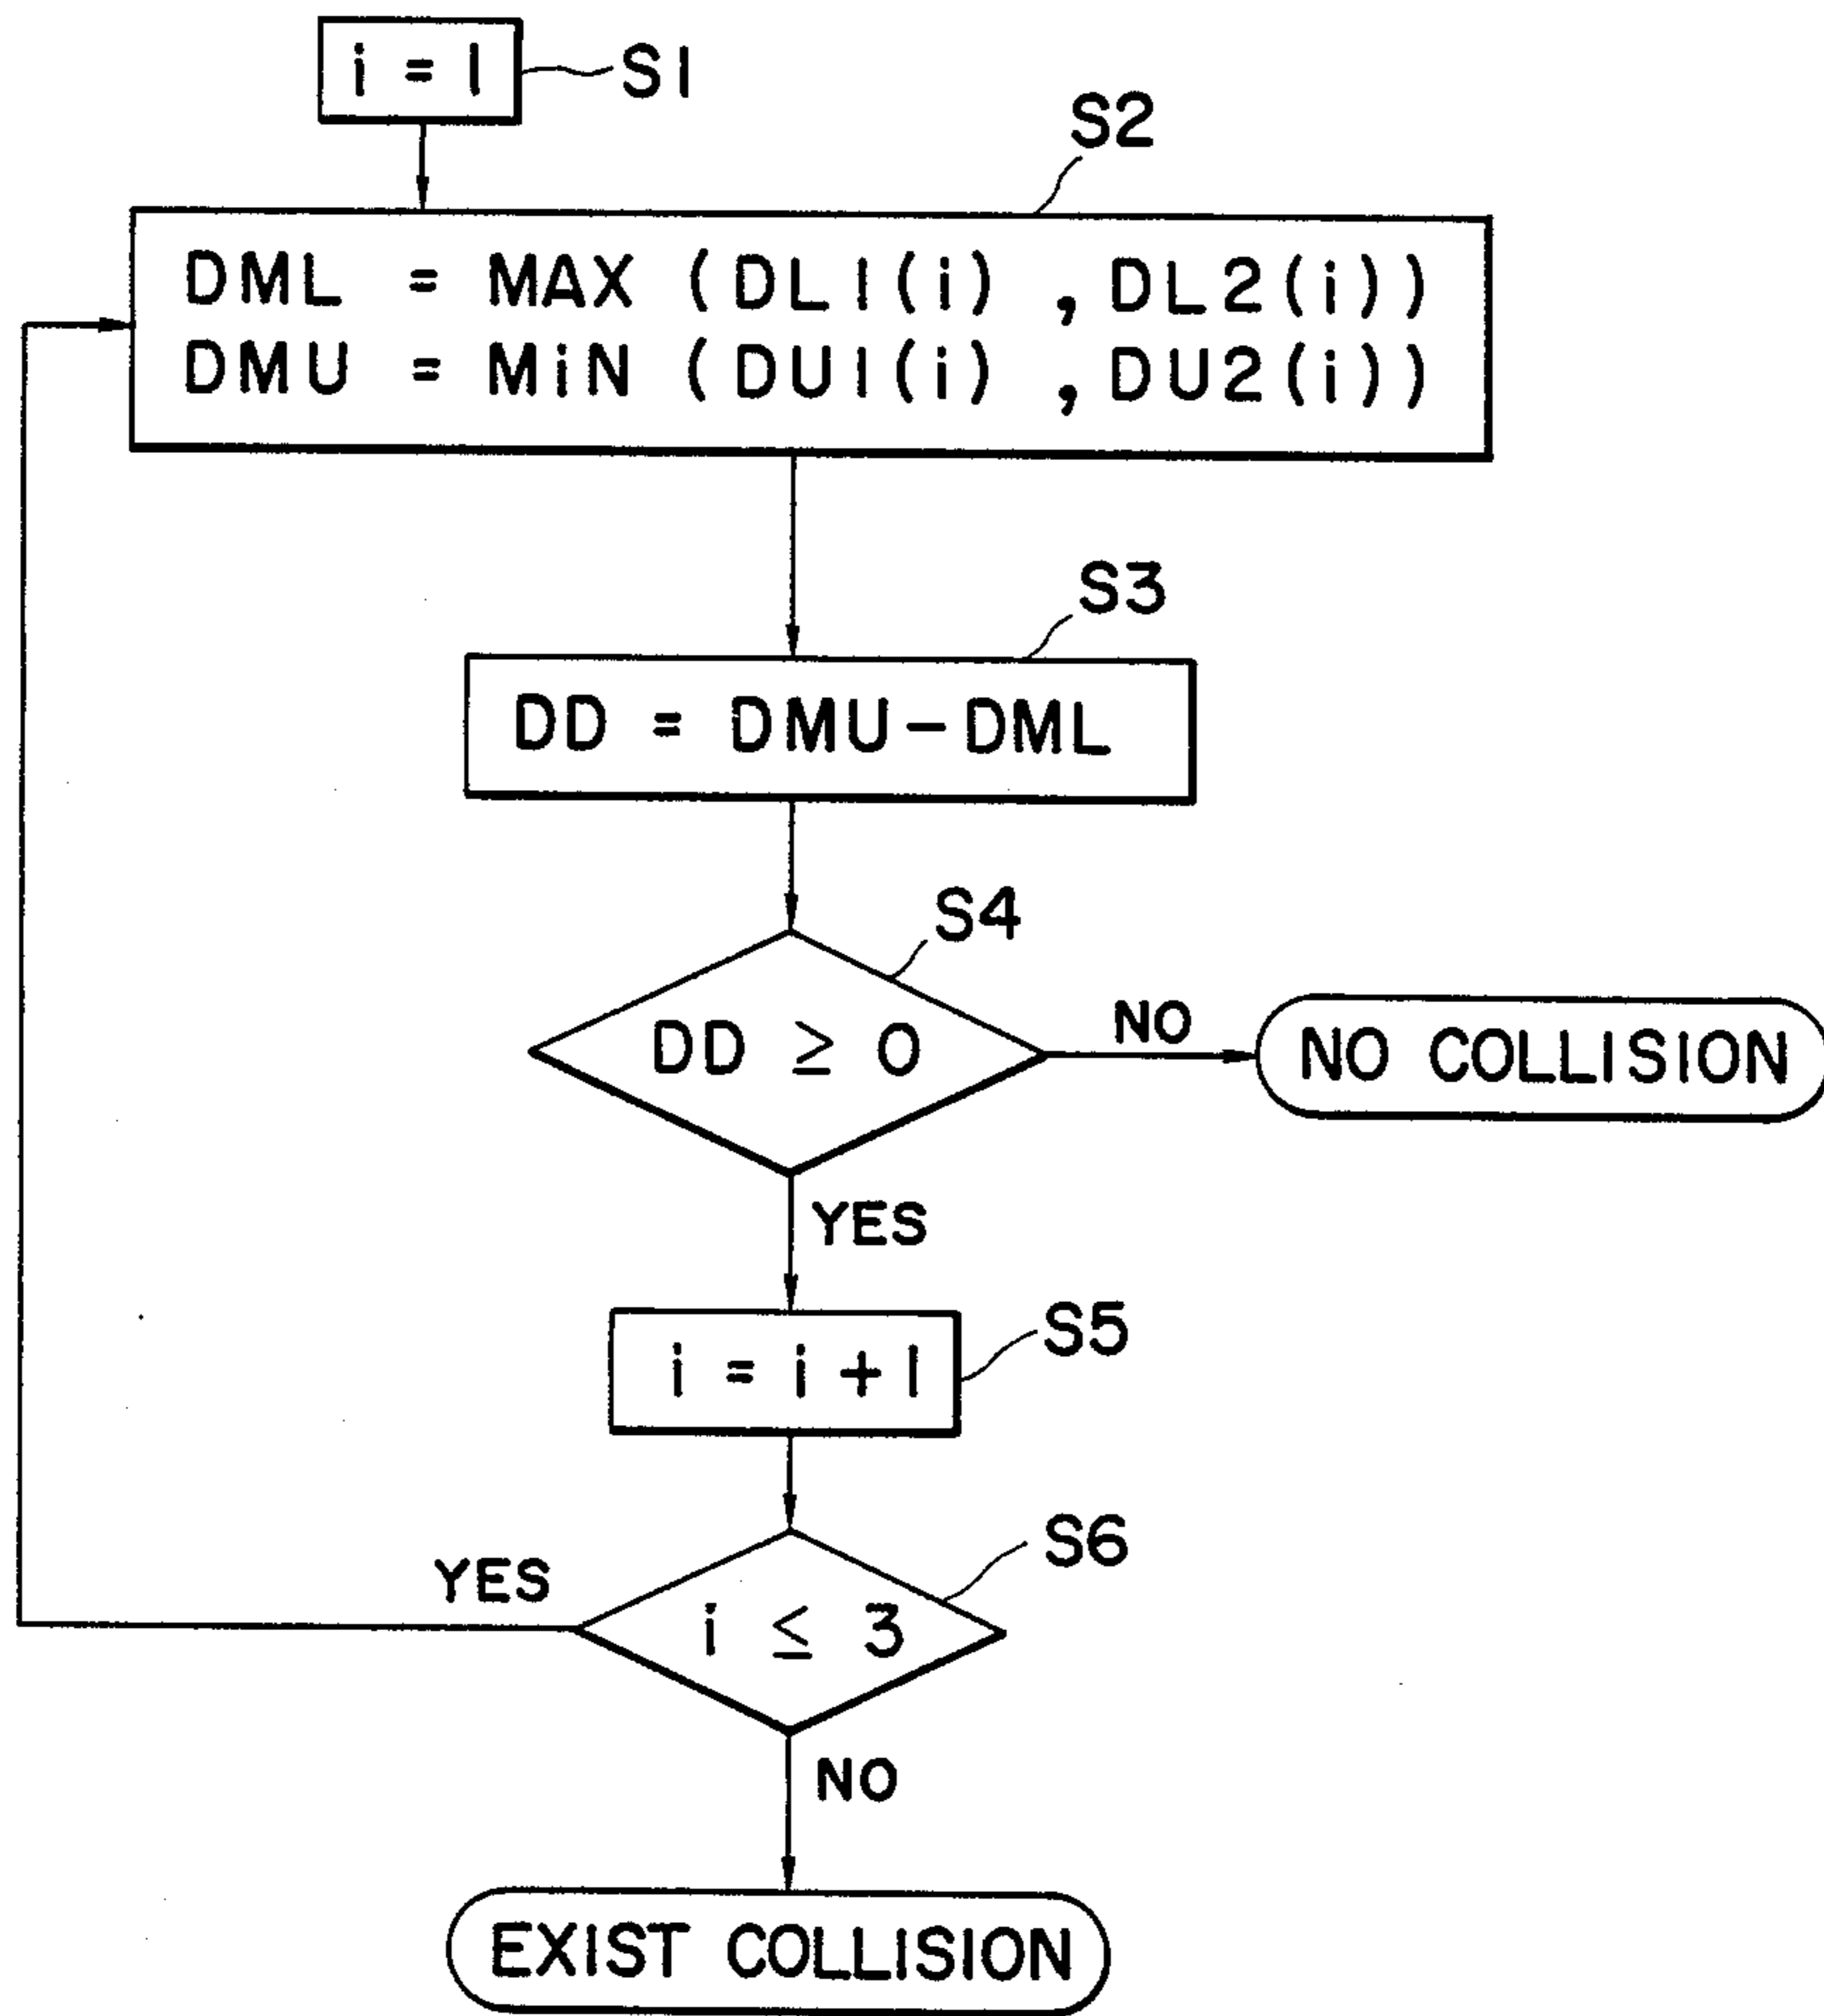 i = 1
S1
S2
DML = MAX (DL1(i) , DL2(i))
DMU = MiN (DU1(i) , DU2(i))
S3
DD = DMU-DML
S4
DD ≥ 0
NO
NO COLLISION
YES
S5
i = i + 1
S6
YES
i ≤ 3
NO
EXIST COLLISION